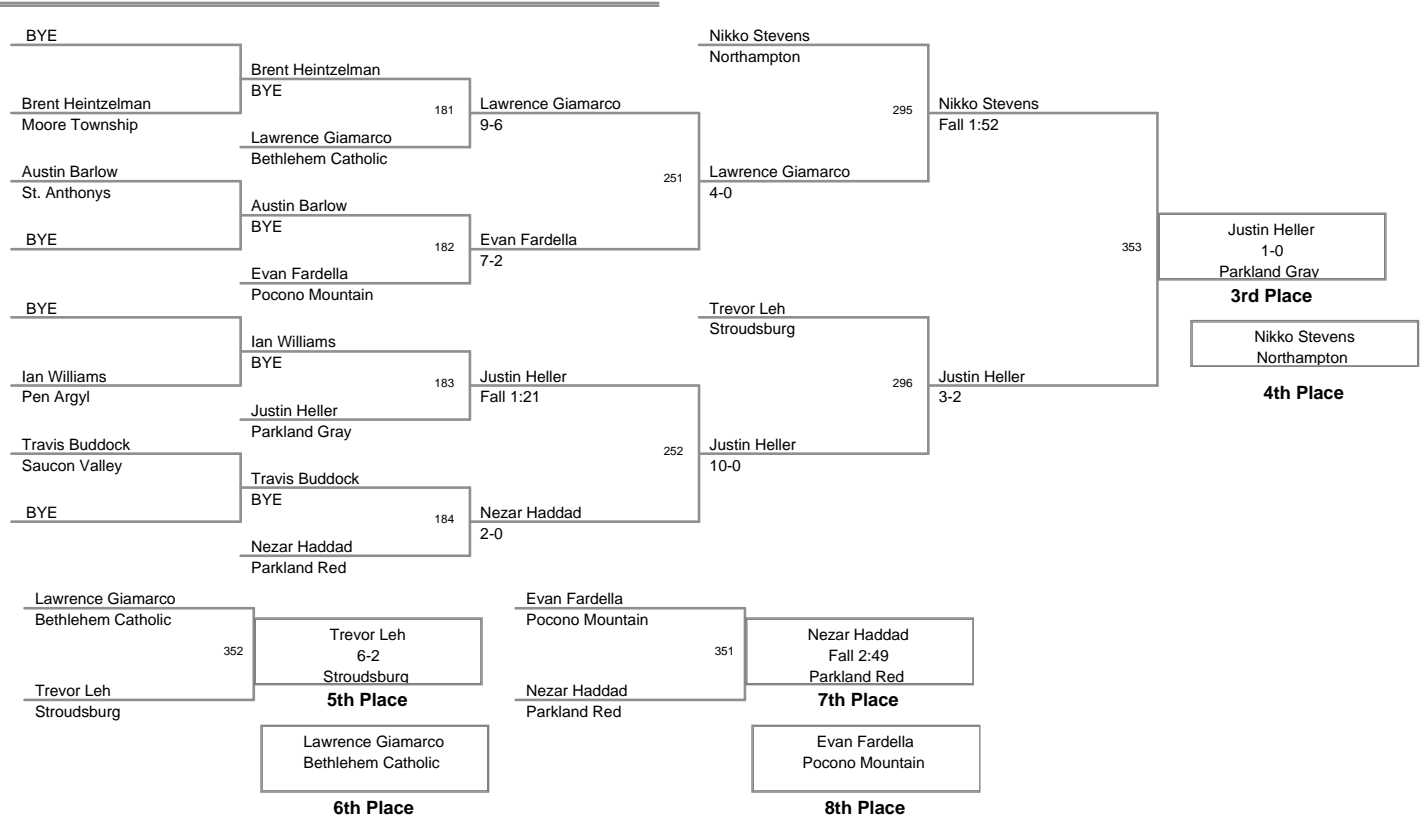 BYE
Brent Heintzelman
Moore Township
Austin Barlow
St. Anthonys
BYE
BYE
Ian Williams
Pen Argyl
Travis Buddock
Saucon Valley
BYE
Brent Heintzelman
BYE
181
Lawrence Giamarco
Bethlehem Catholic
Austin Barlow
BYE
182
Evan Fardella
Pocono Mountain
Ian Williams
BYE
183
Justin Heller
Parkland Gray
Travis Buddock
BYE
184
Nezar Haddad
Parkland Red
Lawrence Giamarco
9-6
251
Evan Fardella
7-2
Justin Heller
Fall 1:21
252
Nezar Haddad
2-0
Nikko Stevens
Northampton
295
Lawrence Giamarco
4-0
Trevor Leh
Stroudsburg
296
Justin Heller
10-0
Nikko Stevens
Fall 1:52
353
Justin Heller
3-2
Justin Heller
1-0
Parkland Gray
3rd Place
Nikko Stevens
Northampton
4th Place
Lawrence Giamarco
Bethlehem Catholic
352
Trevor Leh
Stroudsburg
Trevor Leh
6-2
Stroudsburg
5th Place
Lawrence Giamarco
Bethlehem Catholic
6th Place
Evan Fardella
Pocono Mountain
351
Nezar Haddad
Parkland Red
Nezar Haddad
Fall 2:49
Parkland Red
7th Place
Evan Fardella
Pocono Mountain
8th Place